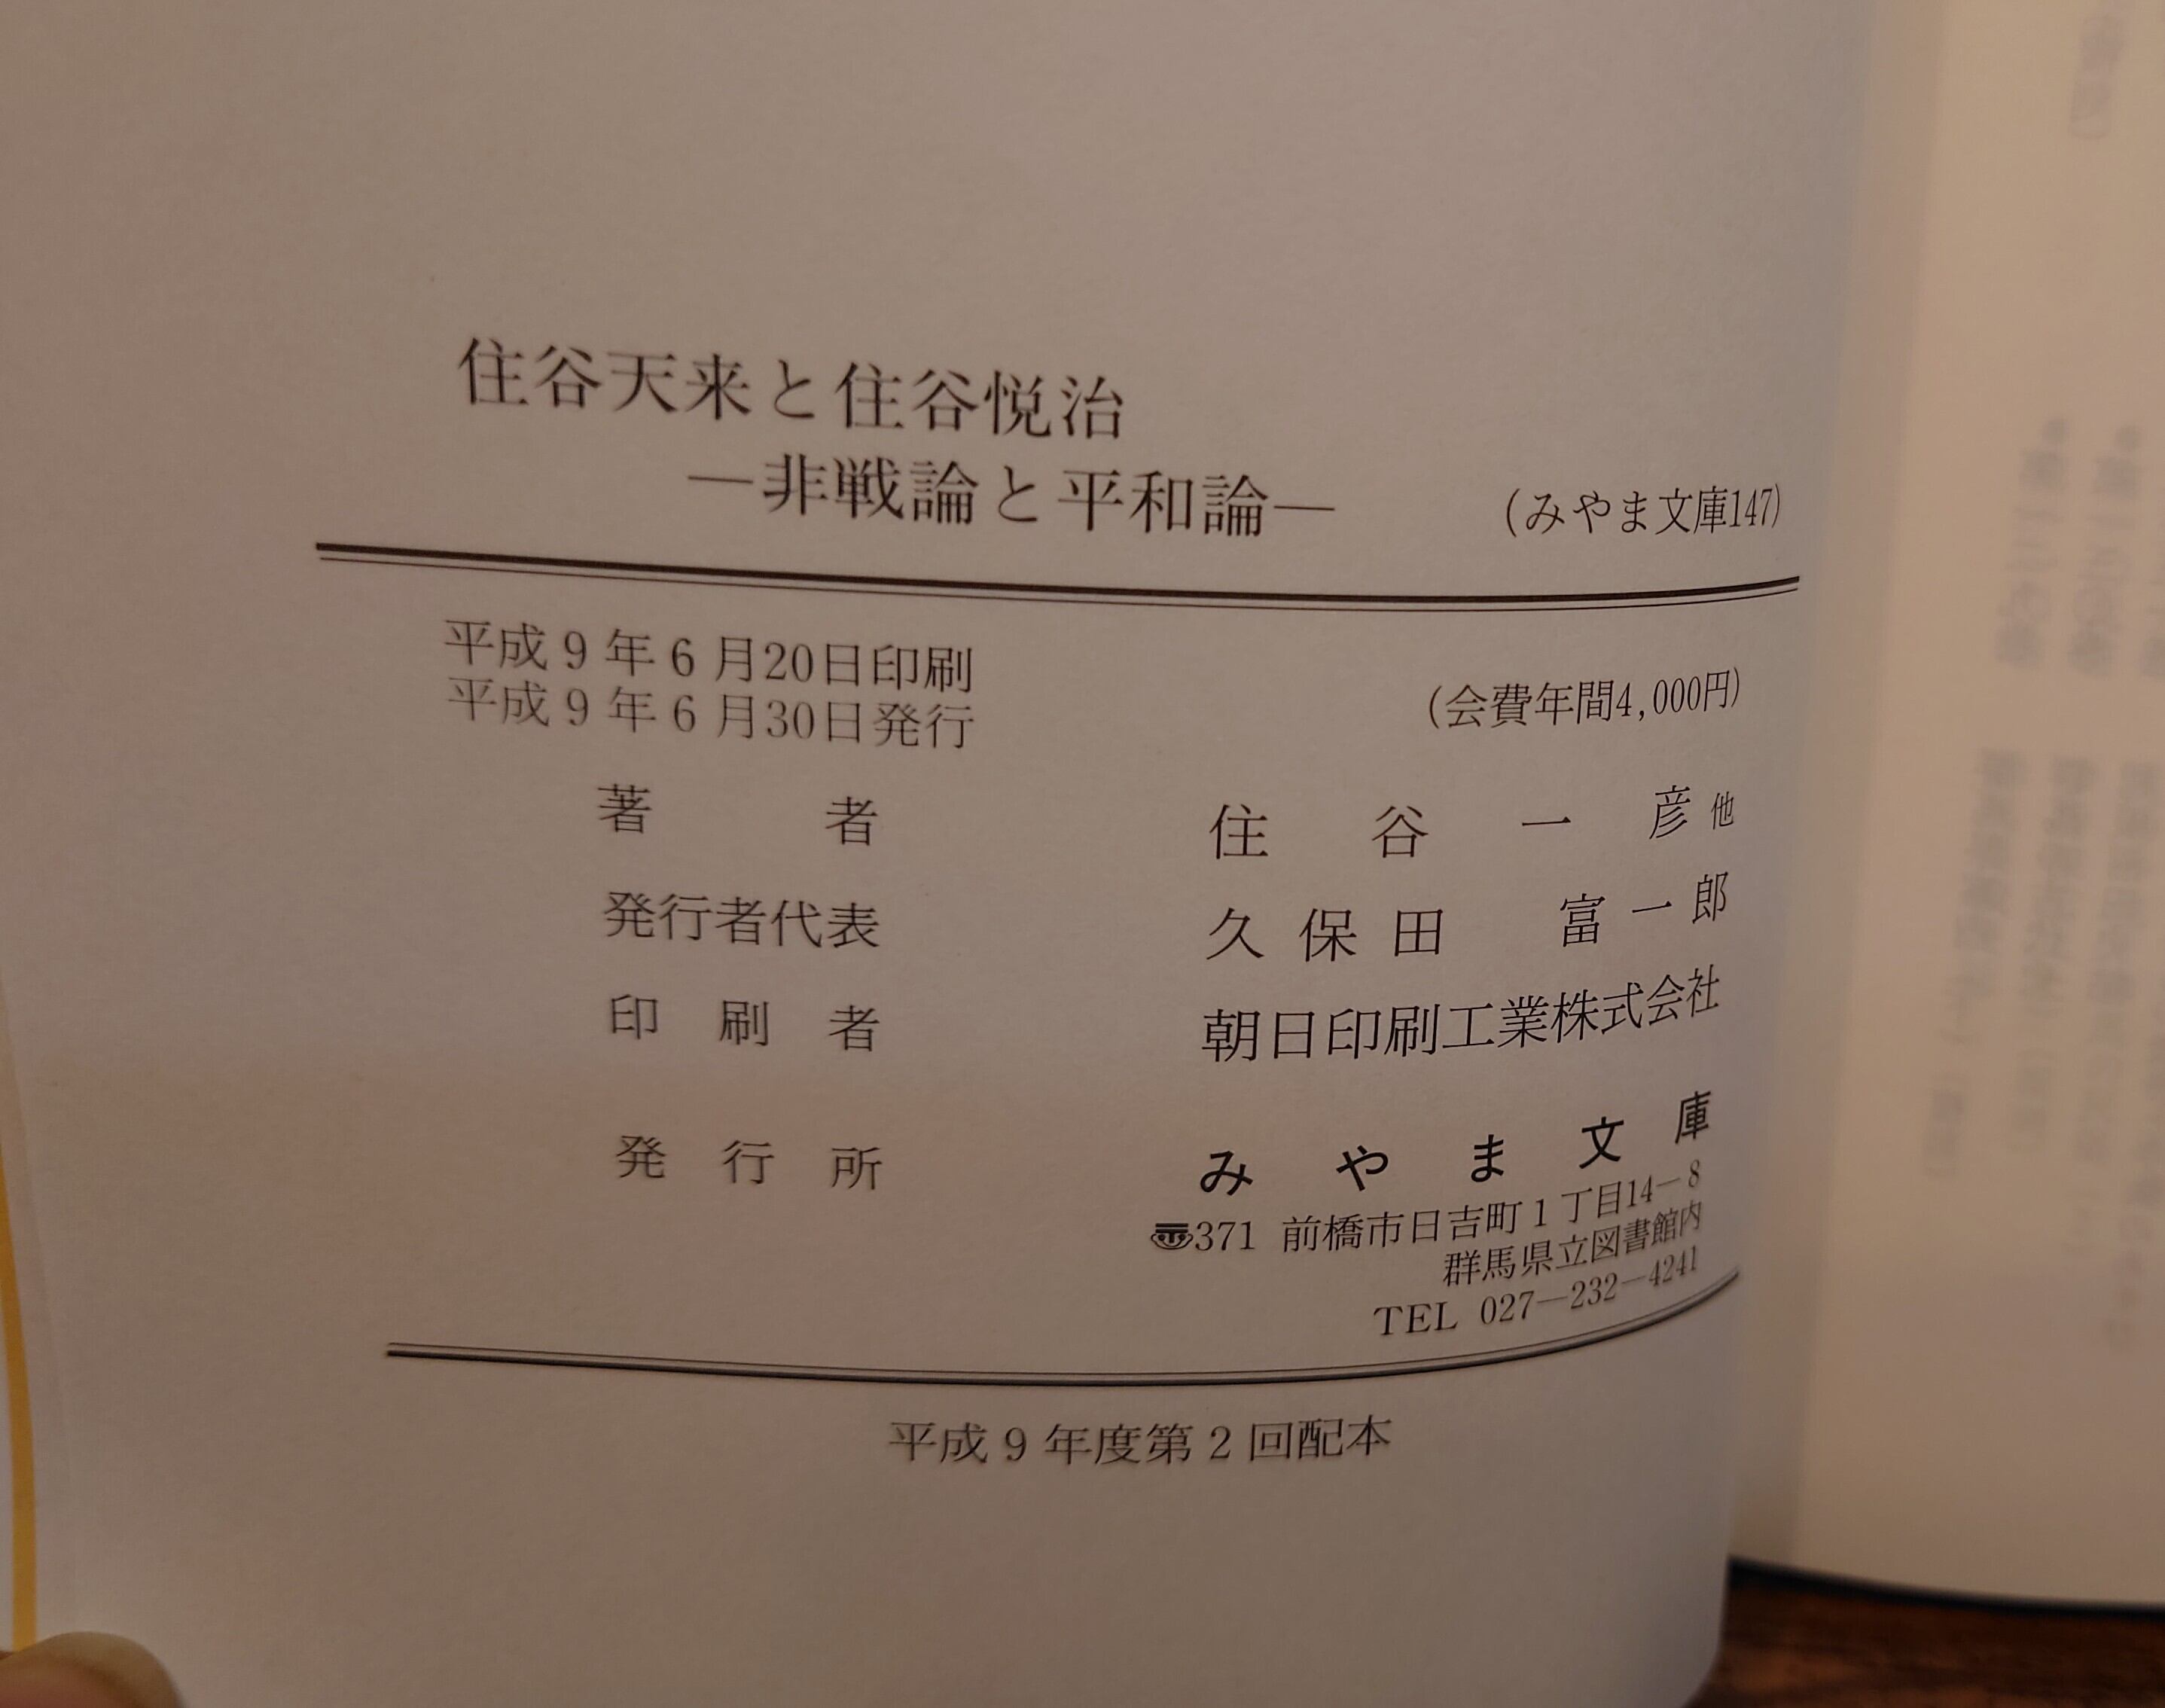 住谷天来と住谷悦治
―非戦論と平和論―
(みやま文庫147)
平成9年6月20日印刷
平成9年6月30日発行
(会費年間4,000円)
著者 住谷一彦他
発行者代表 久保田富一郎
印刷者 朝日印刷工業株式会社
発行所 みやま文庫
〠371 前橋市日吉町1丁目14－8
群馬県立図書館内
TEL 027―232―4241
平成9年度第2回配本